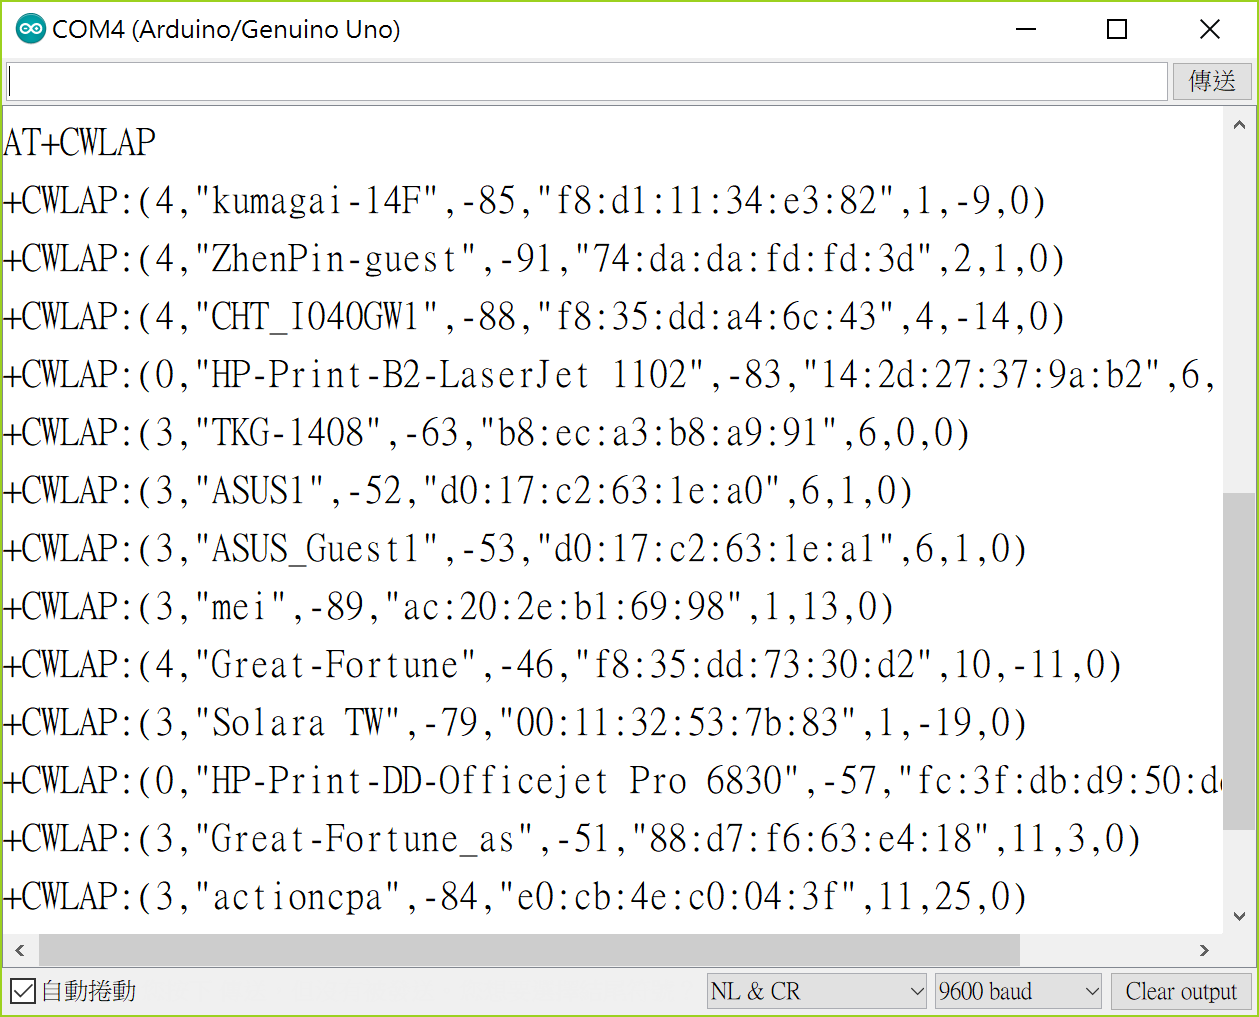 COM4 (Arduino/Genuino Uno)
傳送
AT+CWLAP
+CWLAP:(4,"kumagai-14F",-85,"f8:d1:11:34:e3:82",1,-9,0)
+CWLAP:(4,"ZhenPin-guest",-91,"74:da:da:fd:fd:3d",2,1,0)
+CWLAP:(4,"CHT_I040GW1",-88,"f8:35:dd:a4:6c:43",4,-14,0)
+CWLAP:(0,"HP-Print-B2-LaserJet 1102",-83,"14:2d:27:37:9a:b2",6,
+CWLAP:(3,"TKG-1408",-63,"b8:ec:a3:b8:a9:91",6,0,0)
+CWLAP:(3,"ASUS1",-52,"d0:17:c2:63:1e:a0",6,1,0)
+CWLAP:(3,"ASUS_Guest1",-53,"d0:17:c2:63:1e:a1",6,1,0)
+CWLAP:(3,"mei",-89,"ac:20:2e:b1:69:98",1,13,0)
+CWLAP:(4,"Great-Fortune",-46,"f8:35:dd:73:30:d2",10,-11,0)
+CWLAP:(3,"Solara TW",-79,"00:11:32:53:7b:83",1,-19,0)
+CWLAP:(0,"HP-Print-DD-Officejet Pro 6830",-57,"fc:3f:db:d9:50:d
+CWLAP:(3,"Great-Fortune_as",-51,"88:d7:f6:63:e4:18",11,3,0)
+CWLAP:(3,"actioncpa",-84,"e0:cb:4e:c0:04:3f",11,25,0)
自動捲動
NL & CR
9600 baud
Clear output